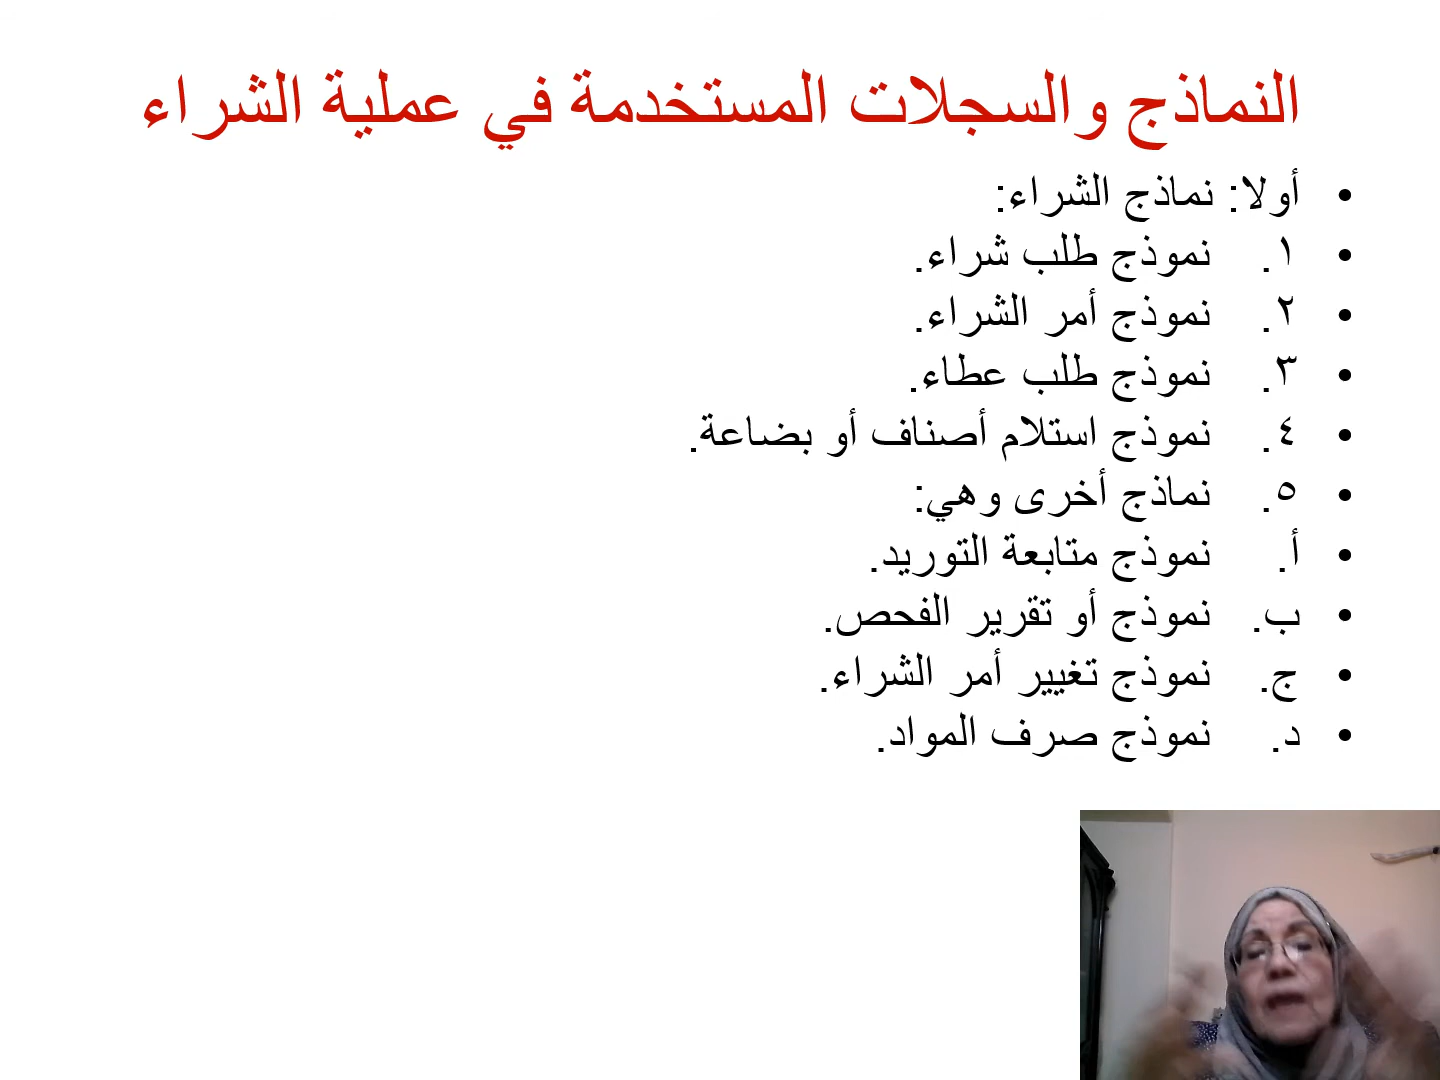 النماذج والسجلات المستخدمة في عملية الشراء
• أولا: نماذج الشراء:
• ١. نموذج طلب شراء.
• ٢. نموذج أمر الشراء.
• ٣. نموذج طلب عطاء.
• ٤. نموذج استلام أصناف أو بضاعة.
• ٥. نماذج أخرى وهي:
• أ. نموذج متابعة التوريد.
• ب. نموذج أو تقرير الفحص.
• ج. نموذج تغيير أمر الشراء.
• د. نموذج صرف المواد.